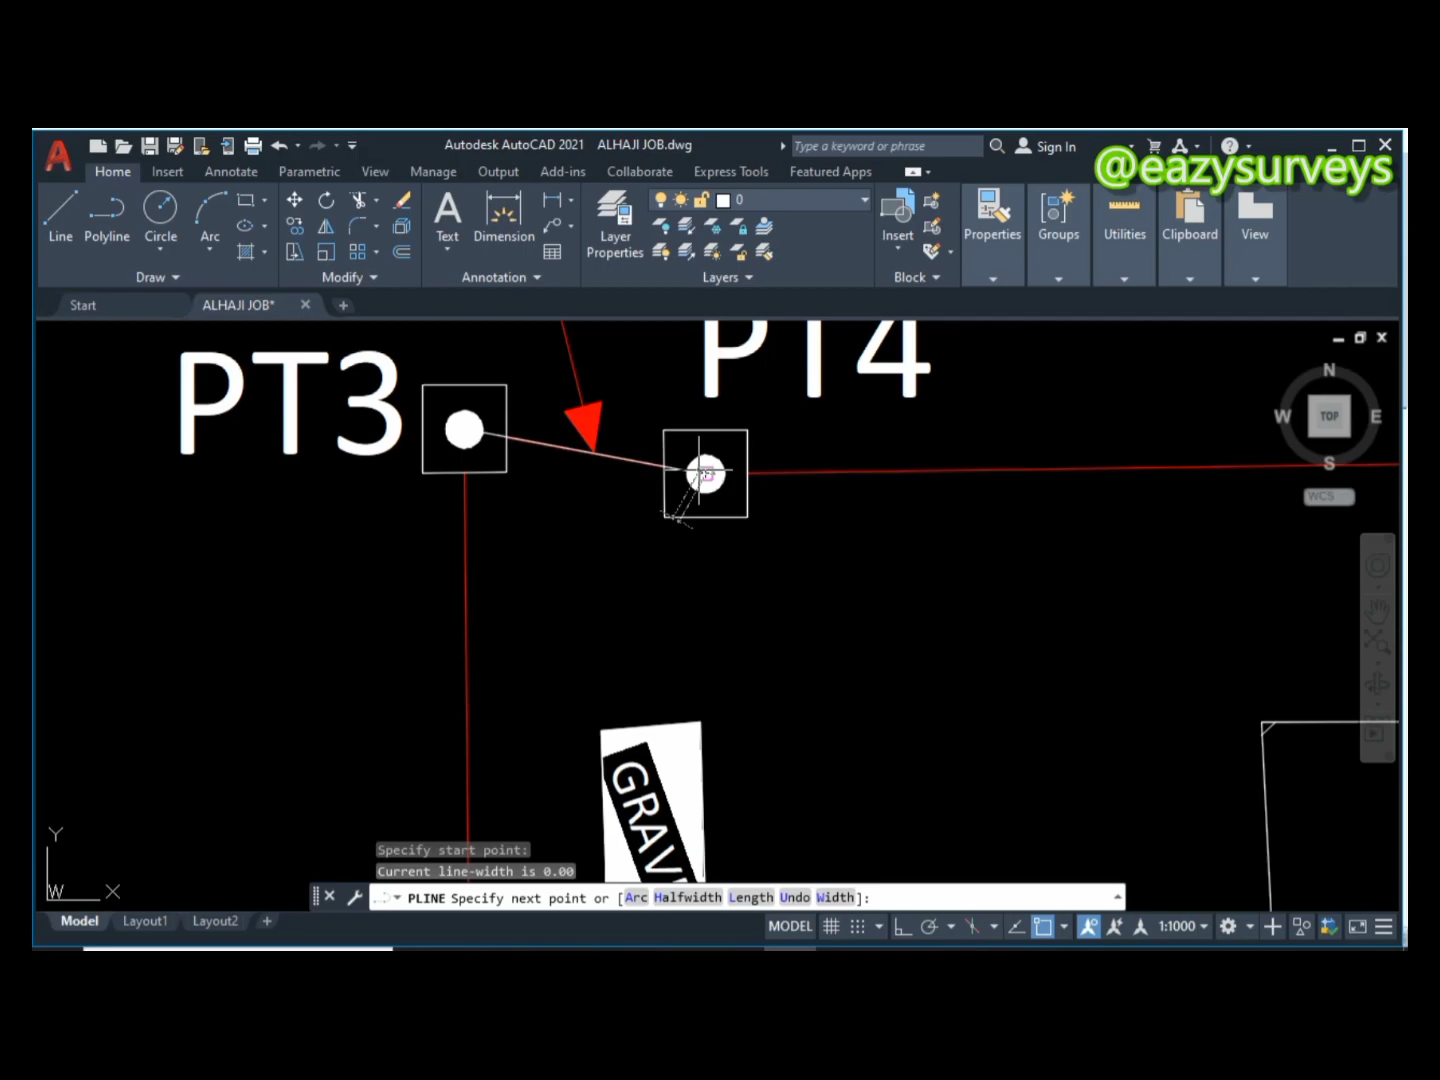 Autodesk AutoCAD 2021 ALHAJI JOB.dwg
Type a keyword or phrase
Sign In
@eazysurveys
Home Insert Annotate Parametric View Manage Output Add-ins Collaborate Express Tools Featured Apps
0
Line Polyline Circle Arc Text Dimension Layer Properties Insert Properties Groups Utilities Clipboard View
Draw Modify Annotation Layers Block
Start ALHAJI JOB*
PT3
PT4
N
W TOP E
S
WCS
GRAV
Y
W X
Specify start point:
Current line-width is 0.00
PLINE Specify next point or [Arc Halfwidth Length Undo Width]:
Model Layout1 Layout2
MODEL 1:1000